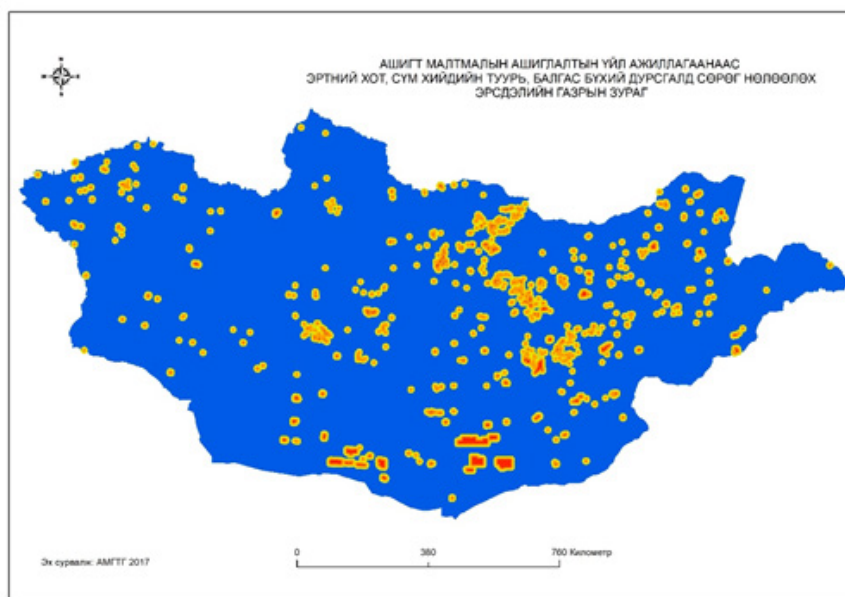 АШИГТ МАЛТМАЛЫН АШИГЛАЛТЫН ҮЙЛ АЖИЛЛАГААНААС
ЭРТНИЙ ХОТ, СҮМ ХИЙДИЙН ТУУРЬ, БАЛГАС БҮХИЙ ДУРСГАЛД СӨРӨГ НӨЛӨӨЛӨХ
ЭРСДЭЛИЙН ГАЗРЫН ЗУРАГ
Эх сурвалж: АМГТГ 2017
0 380 760 Километр